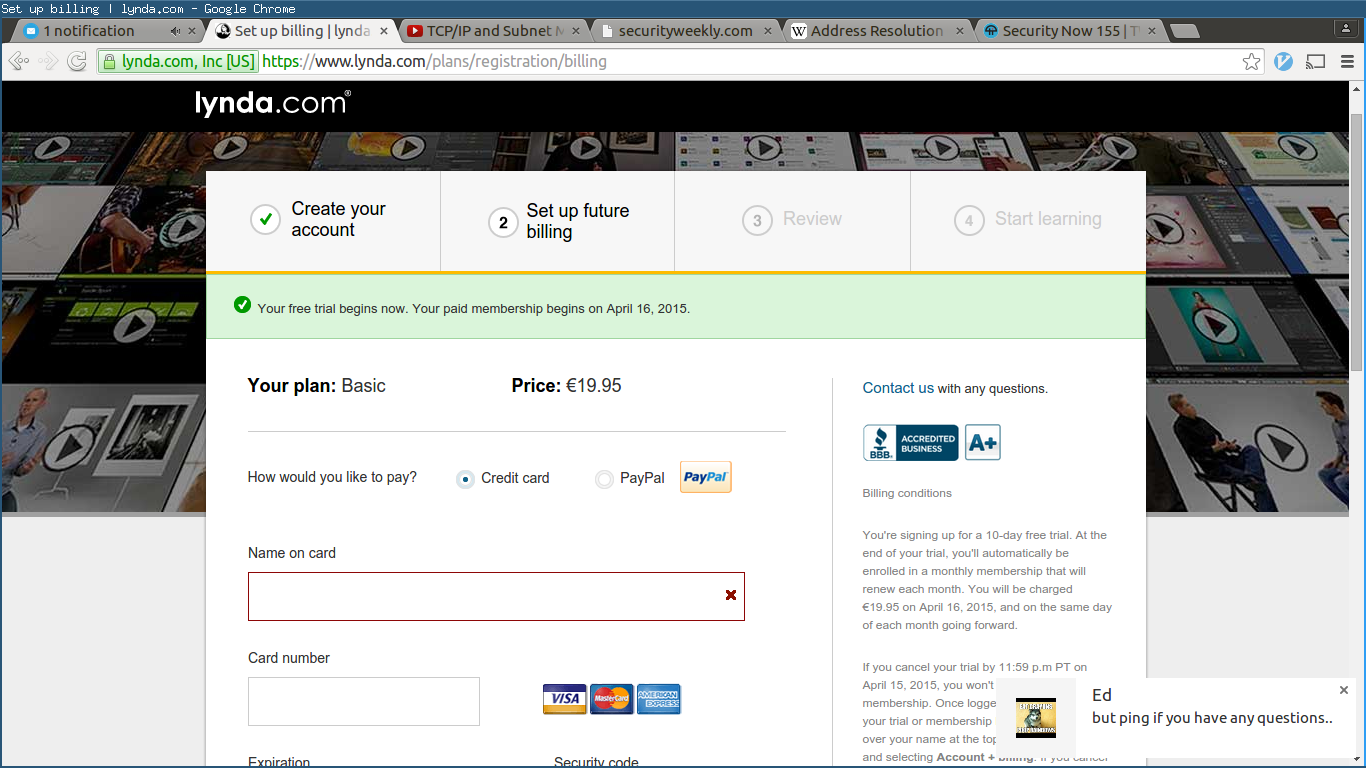 Set up billing | lynda.com - Google Chrome
1 notification
Set up billing | lynda
TCP/IP and Subnet M
securityweekly.com
Address Resolution
Security Now 155 | T
lynda.com, Inc [US] https://www.lynda.com/plans/registration/billing
lynda.com®
Create your
account
2 Set up future
billing
3 Review
4 Start learning
Your free trial begins now. Your paid membership begins on April 16, 2015.
Your plan: Basic
Price: €19.95
How would you like to pay?
Credit card
PayPal
PayPal
Name on card
Card number
VISA
MasterCard
AMERICAN
EXPRESS
Expiration
Security code
Contact us with any questions.
BBB.
ACCREDITED
BUSINESS
A+
Billing conditions
You're signing up for a 10-day free trial. At the
end of your trial, you'll automatically be
enrolled in a monthly membership that will
renew each month. You will be charged
€19.95 on April 16, 2015, and on the same day
of each month going forward.
If you cancel your trial by 11:59 p.m PT on
April 15, 2015, you won't
membership. Once logge
your trial or membership
over your name at the top
and selecting Account + billing. If you cancel
Ed
but ping if you have any questions..